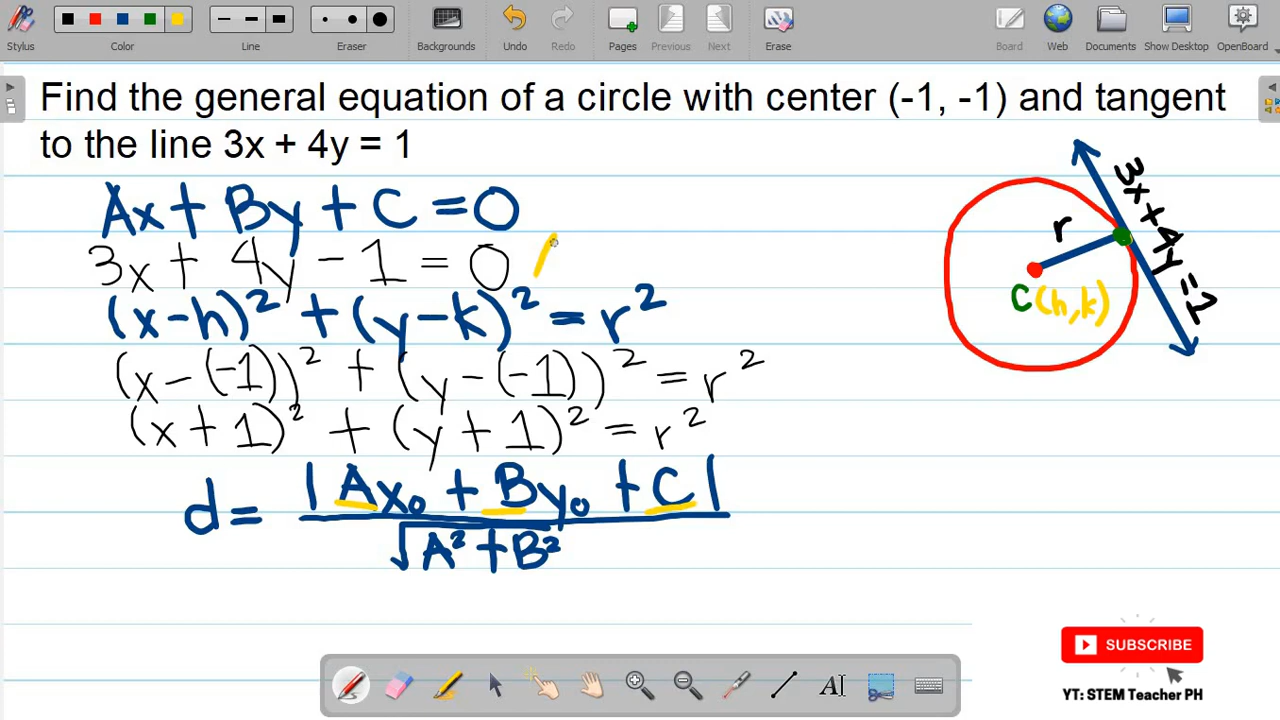 Stylus Color Line Eraser Backgrounds Undo Redo Pages Previous Next Erase Board Web Documents Show Desktop OpenBoard
Find the general equation of a circle with center (-1, -1) and tangent
to the line 3x + 4y = 1
Ax + By + C = 0
3x + 4y - 1 = 0
(x-h)² + (y-k)² = r²
(x-(-1))² + (y-(-1))² = r²
(x+1)² + (y+1)² = r²
d = |Ax₀ + By₀ + C|
√A² + B²
r
3x+4y=1
C(h,k)
SUBSCRIBE
YT: STEM Teacher PH